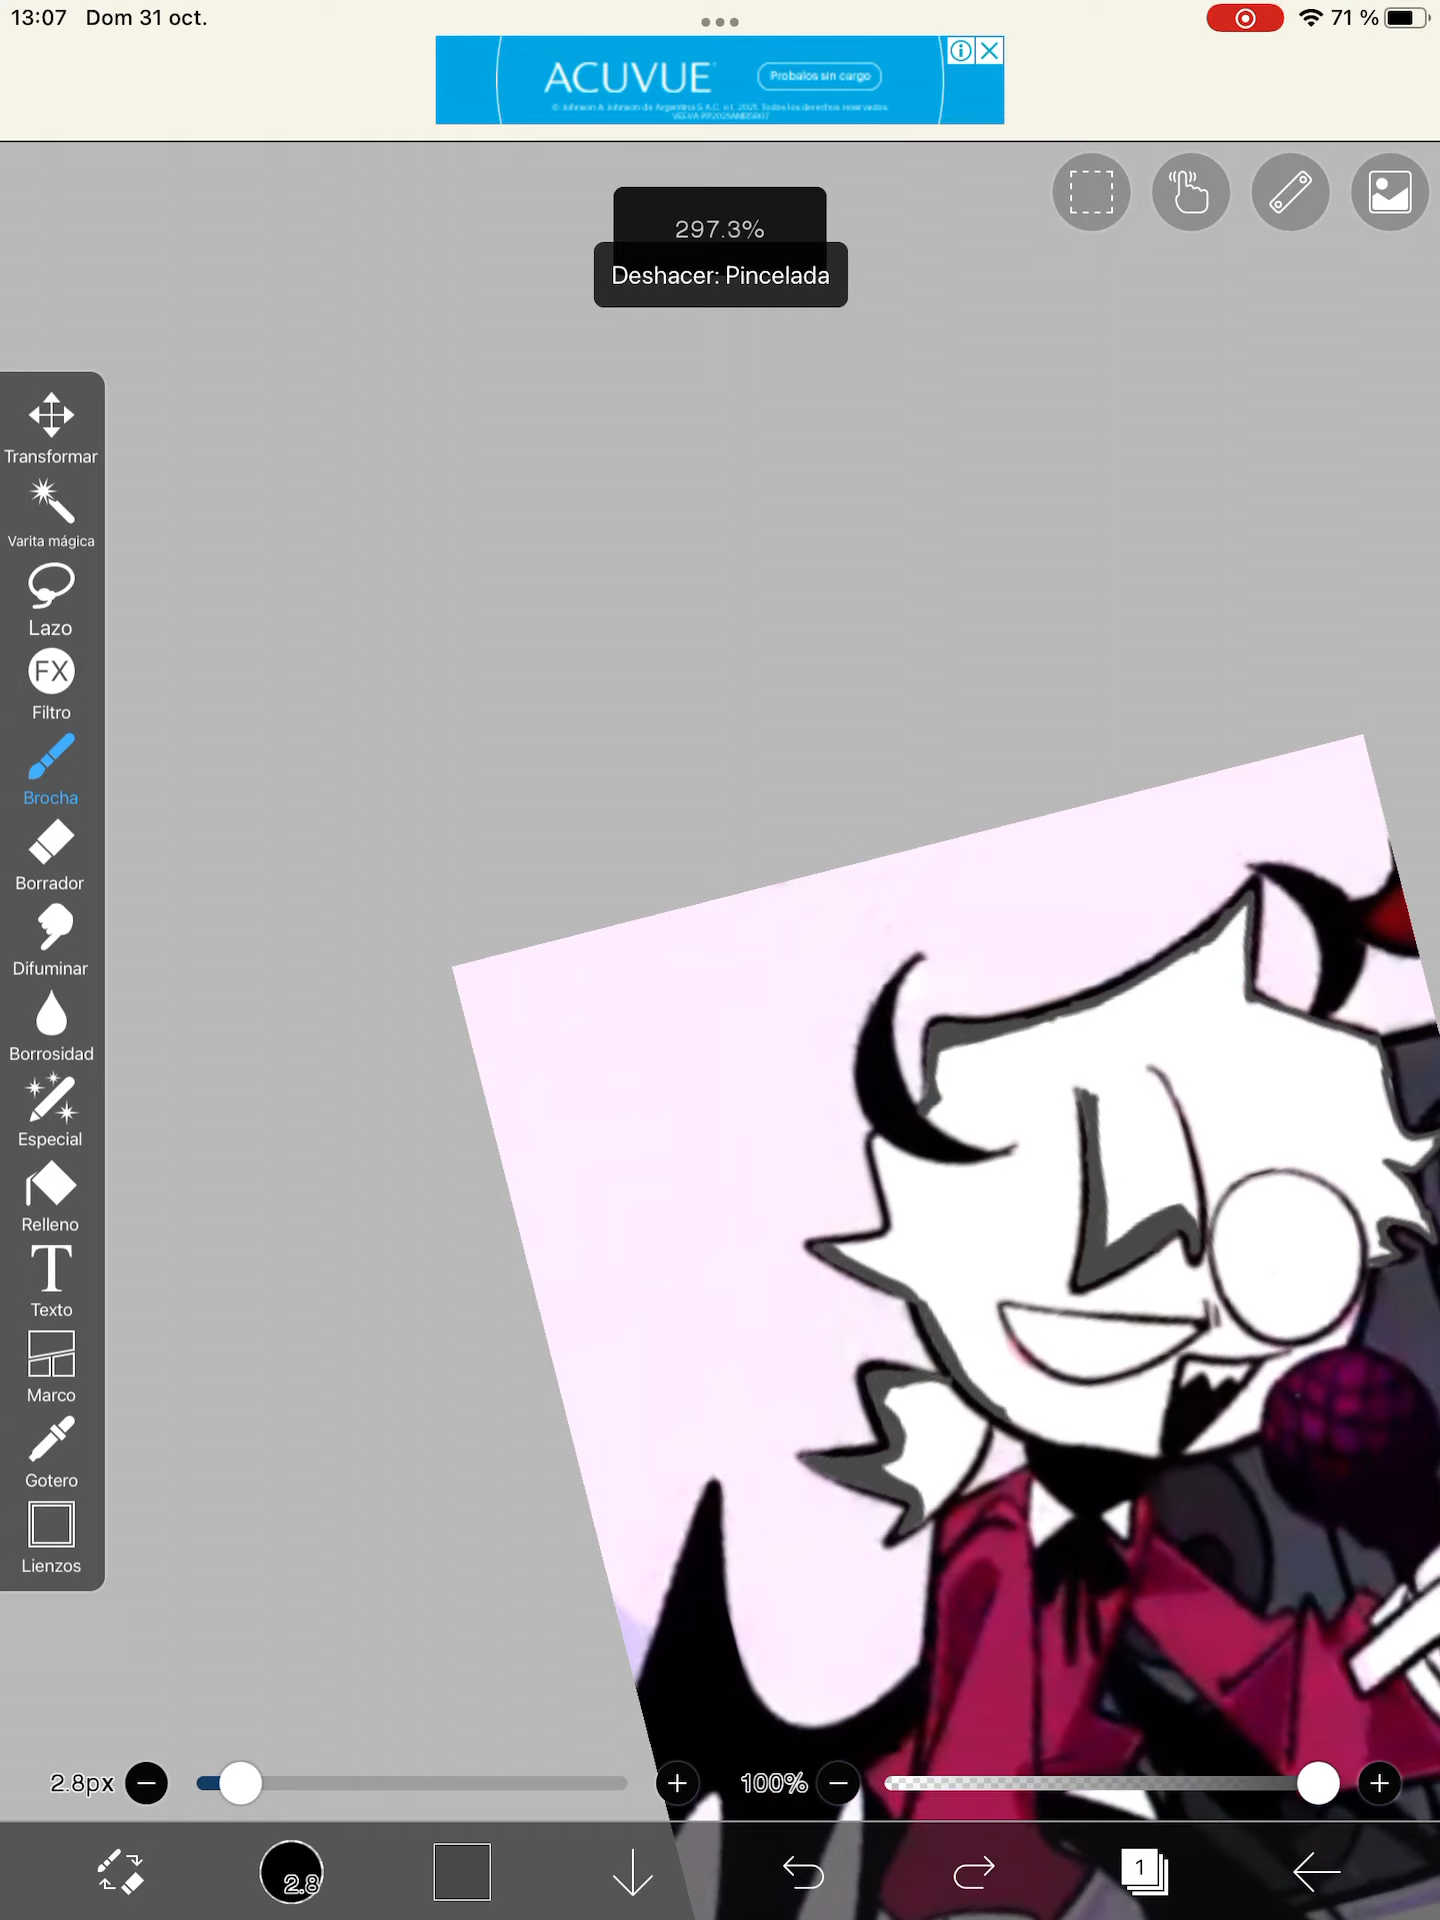 13:07 Dom 31 oct.
71 %
ACUVUE
Probalos sin cargo
© Johnson & Johnson de Argentina S.A.C. e I. 2025. Todos los derechos reservados.
297.3%
Deshacer: Pincelada
Transformar
Varita mágica
Lazo
FX
Filtro
Brocha
Borrador
Difuminar
Borrosidad
Especial
Relleno
T
Texto
Marco
Gotero
Lienzos
2.8px
100%
2.8
1